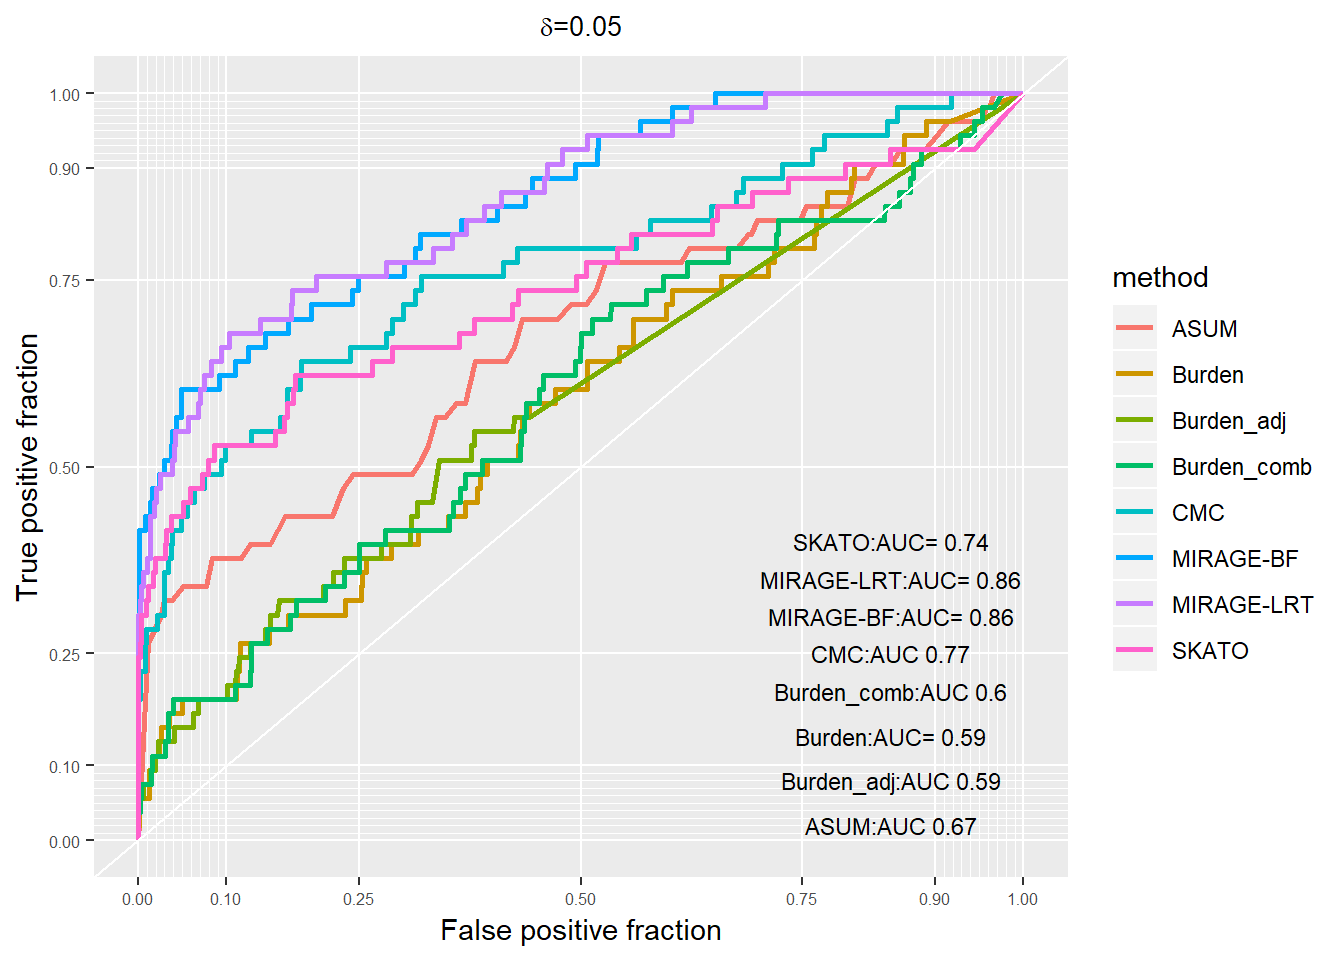 δ=0.05
True positive fraction
1.00
0.90
0.75
0.50
0.25
0.10
0.00
SKATO:AUC= 0.74
MIRAGE-LRT:AUC= 0.86
MIRAGE-BF:AUC= 0.86
CMC:AUC 0.77
Burden_comb:AUC 0.6
Burden:AUC= 0.59
Burden_adj:AUC 0.59
ASUM:AUC 0.67
0.00 0.10 0.25 0.50 0.75 0.90 1.00
False positive fraction
method
ASUM
Burden
Burden_adj
Burden_comb
CMC
MIRAGE-BF
MIRAGE-LRT
SKATO